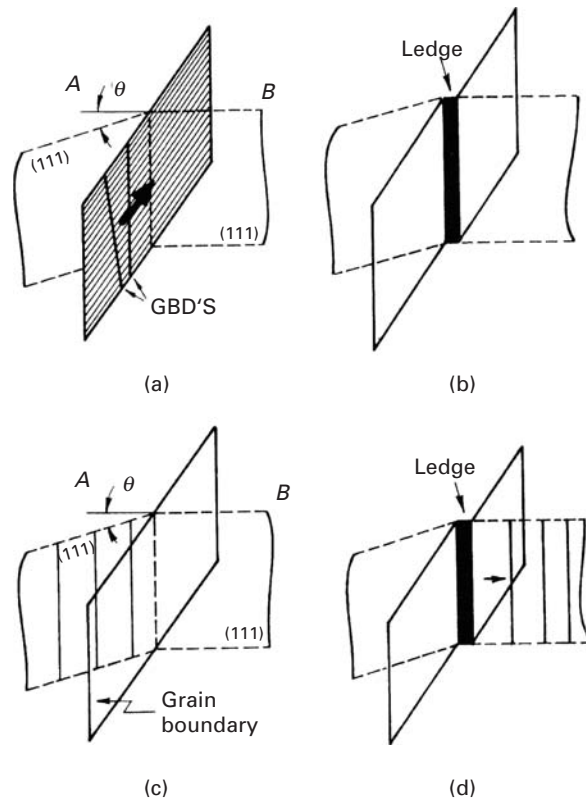 A
θ
B
(111)
(111)
GBD'S
(a)
Ledge
(b)
A
θ
B
(111)
(111)
Grain
boundary
(c)
Ledge
(d)